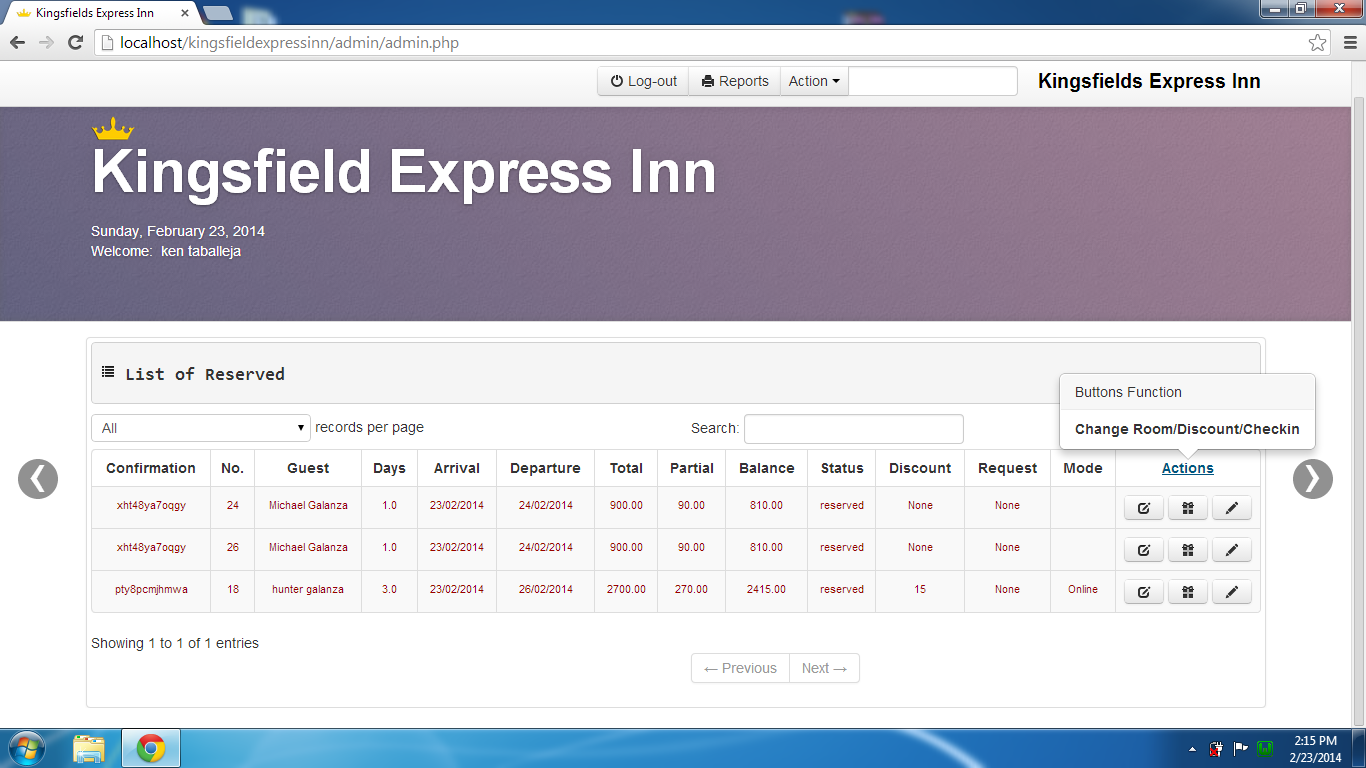 Kingsfields Express Inn
localhost/kingsfieldexpressinn/admin/admin.php
Log-out Reports Action Kingsfields Express Inn
Kingsfield Express Inn
Sunday, February 23, 2014
Welcome: ken taballeja
List of Reserved
Buttons Function
Change Room/Discount/Checkin
All records per page Search:
Confirmation No. Guest Days Arrival Departure Total Partial Balance Status Discount Request Mode Actions
xht48ya7oqgy 24 Michael Galanza 1.0 23/02/2014 24/02/2014 900.00 90.00 810.00 reserved None None
xht48ya7oqgy 26 Michael Galanza 1.0 23/02/2014 24/02/2014 900.00 90.00 810.00 reserved None None
pty8pcmjhmwa 18 hunter galanza 3.0 23/02/2014 26/02/2014 2700.00 270.00 2415.00 reserved 15 None Online
Showing 1 to 1 of 1 entries
← Previous Next →
2:15 PM
2/23/2014